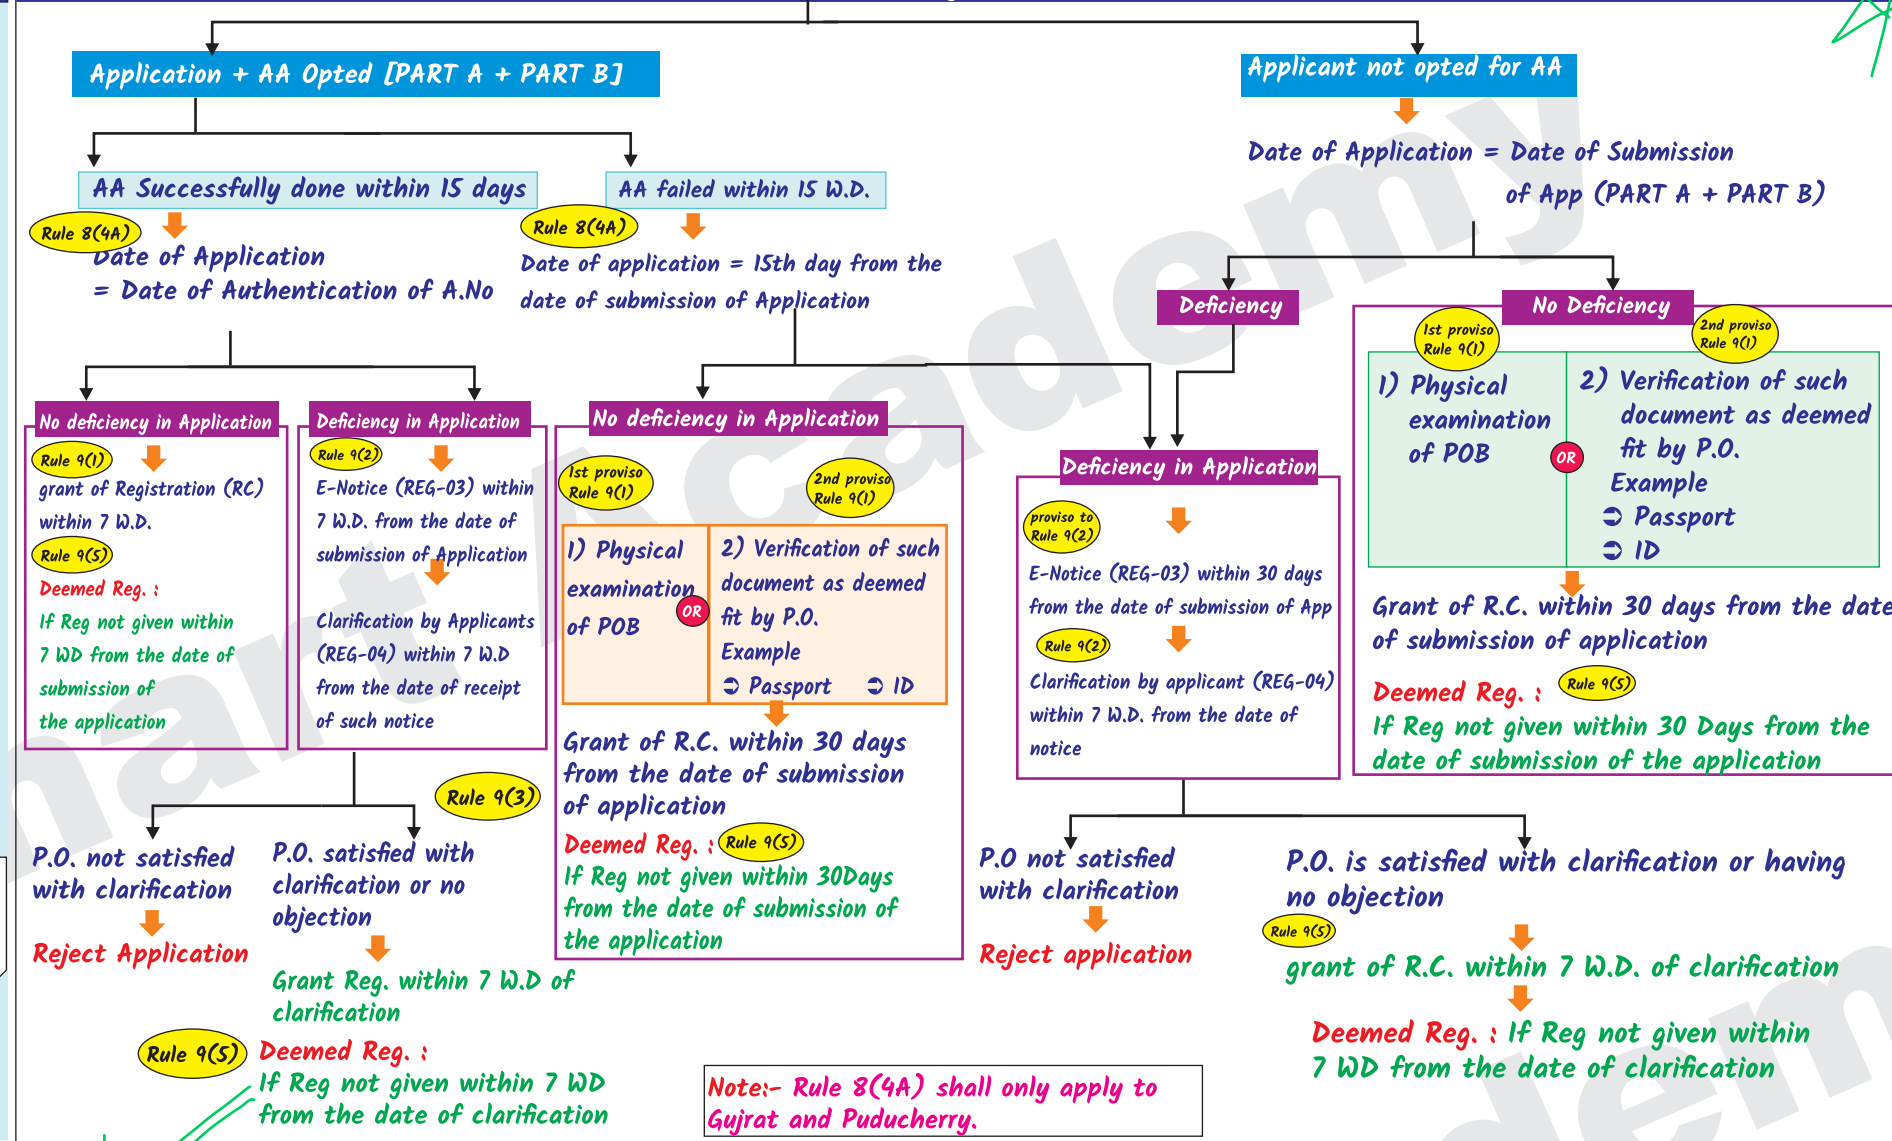 Application + AA Opted [PART A + PART B]
Applicant not opted for AA
Date of Application = Date of Submission
of App (PART A + PART B)
AA Successfully done within 15 days
Rule 8(4A)
Date of Application
= Date of Authentication of A.No
AA failed within 15 W.D.
Rule 8(4A)
Date of application = 15th day from the
date of submission of Application
Deficiency
No Deficiency
1st proviso
Rule 9(1)
2nd proviso
Rule 9(1)
1) Physical
examination
of POB
OR
2) Verification of such
document as deemed
fit by P.O.
Example
➲ Passport
➲ ID
Grant of R.C. within 30 days from the date
of submission of application
Deemed Reg. :
Rule 9(5)
If Reg not given within 30 Days from the
date of submission of the application
No deficiency in Application
Rule 9(1)
grant of Registration (RC)
within 7 W.D.
Rule 9(5)
Deemed Reg. :
If Reg not given within
7 WD from the date of
submission of
the application
Deficiency in Application
Rule 9(2)
E-Notice (REG-03) within
7 W.D. from the date of
submission of Application
Clarification by Applicants
(REG-04) within 7 W.D
from the date of receipt
of such notice
No deficiency in Application
1st proviso
Rule 9(1)
2nd proviso
Rule 9(1)
1) Physical
examination
of POB
OR
2) Verification of such
document as deemed
fit by P.O.
Example
➲ Passport ➲ ID
Grant of R.C. within 30 days
from the date of submission
of application
Deemed Reg. :
Rule 9(5)
If Reg not given within 30Days
from the date of submission of
the application
Deficiency in Application
proviso to
Rule 9(2)
E-Notice (REG-03) within 30 days
from the date of submission of App
Rule 9(2)
Clarification by applicant (REG-04)
within 7 W.D. from the date of
notice
Rule 9(3)
P.O. not satisfied
with clarification
Reject Application
P.O. satisfied with
clarification or no
objection
Grant Reg. within 7 W.D of
clarification
Rule 9(5)
Deemed Reg. :
If Reg not given within 7 WD
from the date of clarification
P.O not satisfied
with clarification
Reject application
P.O. is satisfied with clarification or having
no objection
Rule 9(5)
grant of R.C. within 7 W.D. of clarification
Deemed Reg. : If Reg not given within
7 WD from the date of clarification
Note:- Rule 8(4A) shall only apply to
Gujrat and Puducherry.
mart Academy